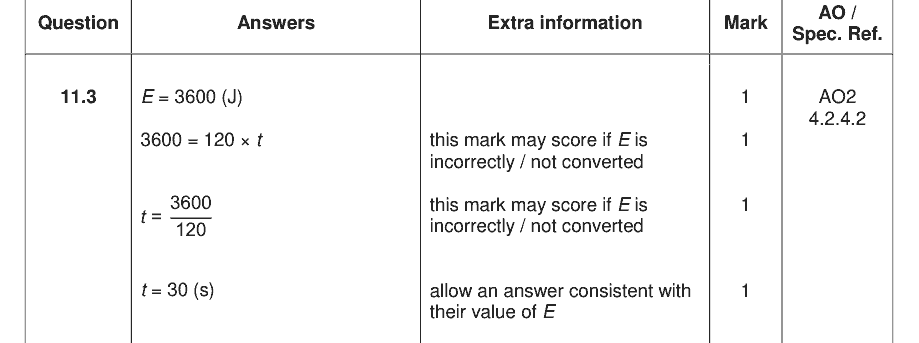 Question Answers Extra information Mark AO /
Spec. Ref.
11.3 E = 3600 (J) 1 AO2
4.2.4.2
3600 = 120 × t this mark may score if E is 1
incorrectly / not converted
t = 3600 this mark may score if E is 1
120 incorrectly / not converted
t = 30 (s) allow an answer consistent with 1
their value of E